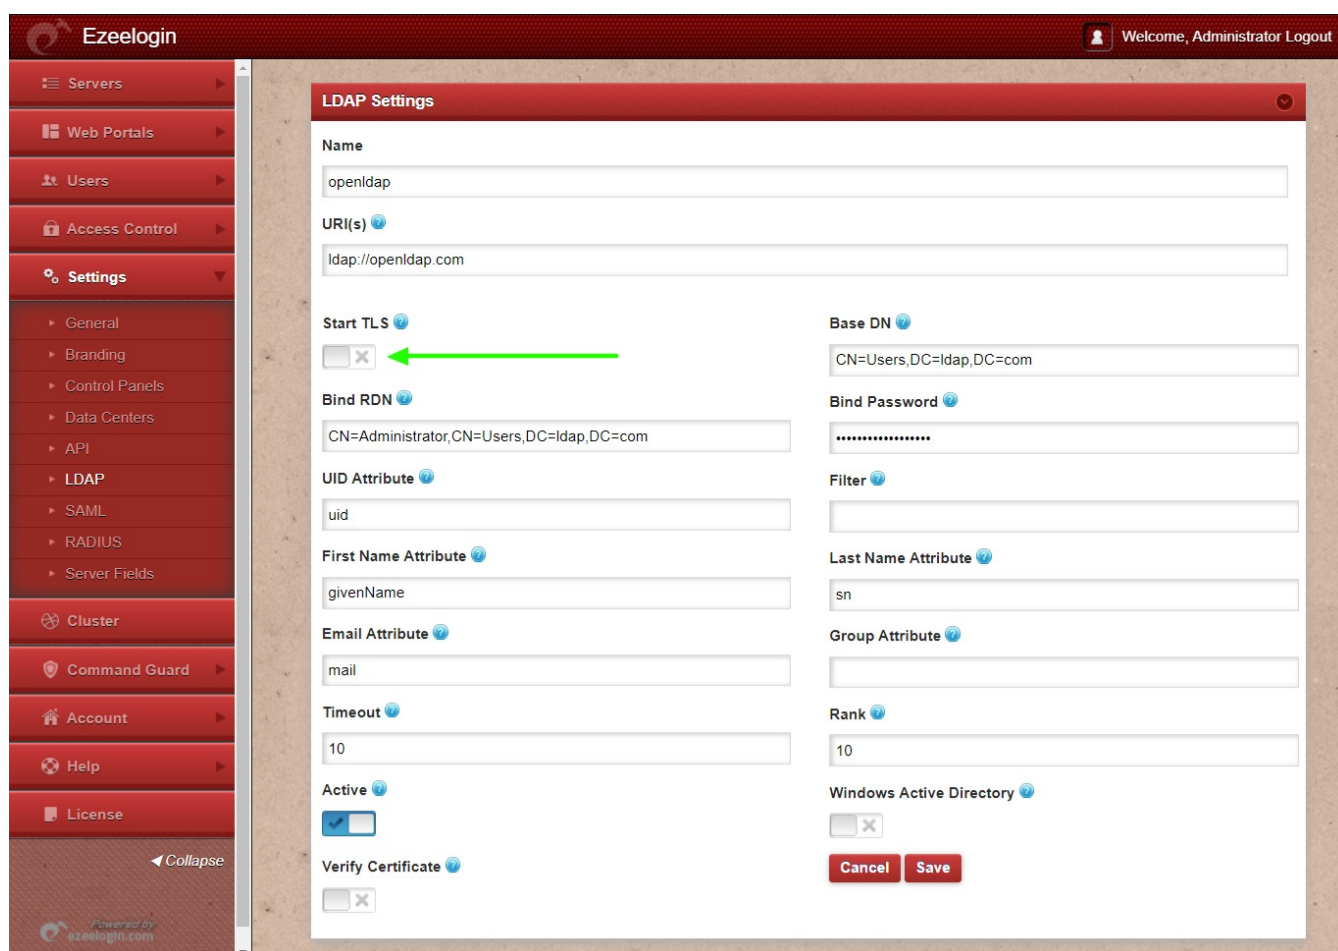 Ezeelogin
Welcome, Administrator Logout
Servers
Web Portals
Users
Access Control
Settings
General
Branding
Control Panels
Data Centers
API
LDAP
SAML
RADIUS
Server Fields
Cluster
Command Guard
Account
Help
License
Collapse
Powered by
ezeelogin.com
LDAP Settings
Name
openldap
URI(s)
ldap://openldap.com
Start TLS
Base DN
CN=Users,DC=ldap,DC=com
Bind RDN
CN=Administrator,CN=Users,DC=ldap,DC=com
Bind Password
••••••••••••••••••
UID Attribute
uid
Filter
First Name Attribute
givenName
Last Name Attribute
sn
Email Attribute
mail
Group Attribute
Timeout
10
Rank
10
Active
Windows Active Directory
Verify Certificate
Cancel Save